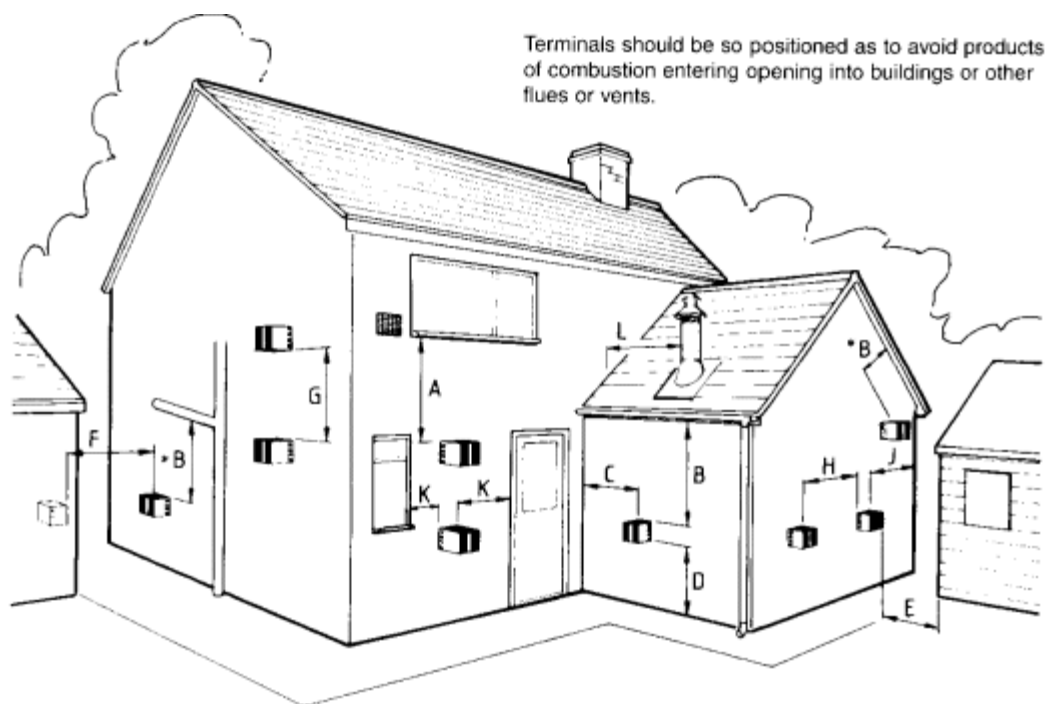 Terminals should be so positioned as to avoid products
of combustion entering opening into buildings or other
flues or vents.
L
* B
G
A
F
* B
K
K
C
B
H
J
D
E